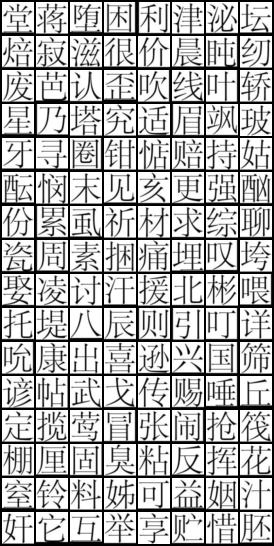 堂蒋堕困利津泌坛
焙寂滋很价晨盹纫
废芭认歪吹线叶轿
星乃塔究适眉飒玻
牙寻圈钳惦赔持姑
酝悯末见亥更强酗
份累虱祈材求综聊
瓷周素捆痛埋叹垮
娶凌讨汗援北彬喂
托堤八辰则引叮详
吮康出喜逊兴国筛
谚帖武戈传赐唾丘
定揽莺冒张闹抢筏
棚厘固臭粘反挥花
室铃料姊可益姻汁
奸它互举享贮惜胚